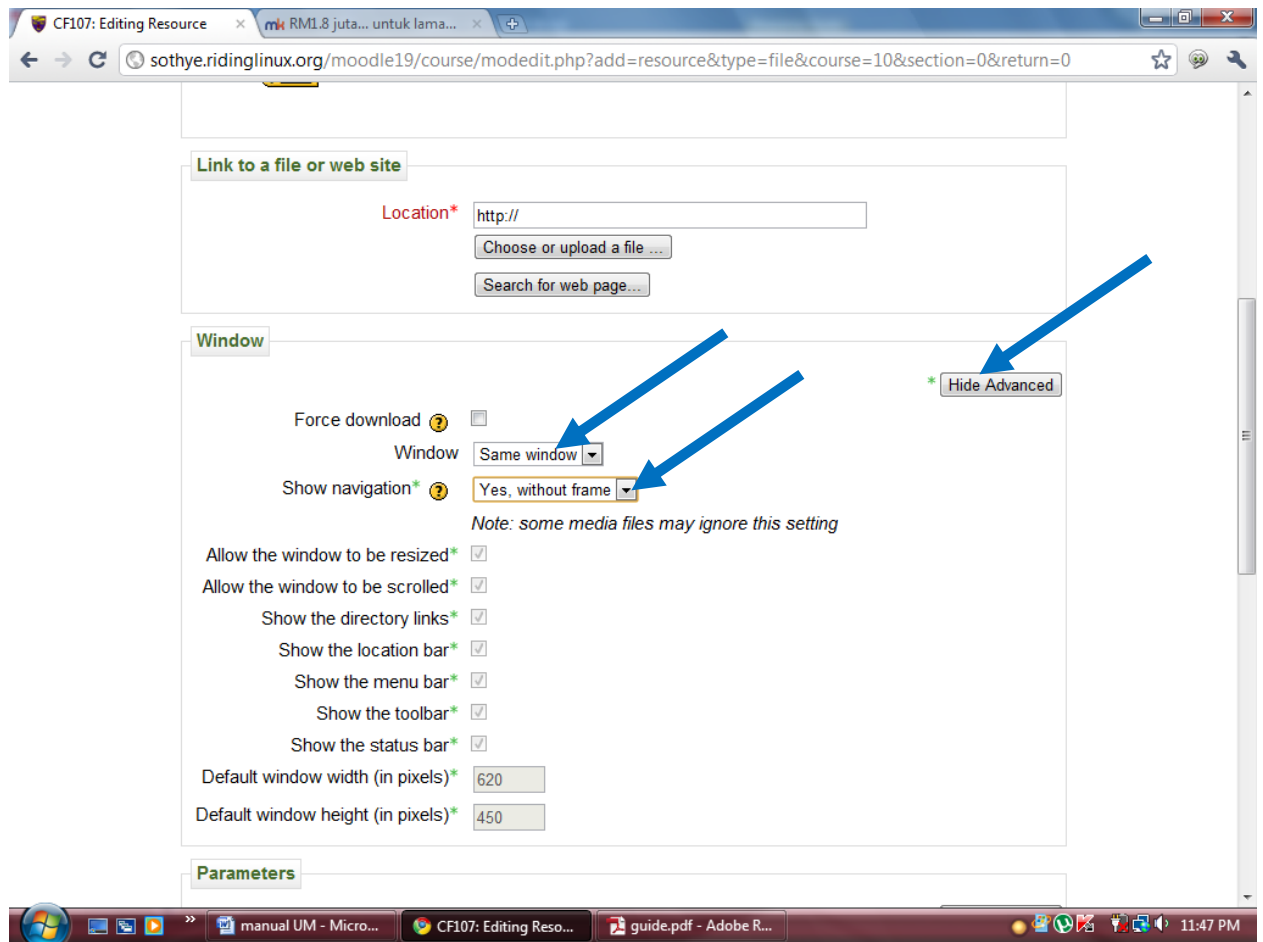 CF107: Editing Resource
mk RM1.8 juta... untuk lama...
sothye.ridinglinux.org/moodle19/course/modedit.php?add=resource&type=file&course=10&section=0&return=0
Link to a file or web site
Location* http://
Choose or upload a file ...
Search for web page...
Window
* Hide Advanced
Force download ?
Window Same window
Show navigation* ? Yes, without frame
Note: some media files may ignore this setting
Allow the window to be resized*
Allow the window to be scrolled*
Show the directory links*
Show the location bar*
Show the menu bar*
Show the toolbar*
Show the status bar*
Default window width (in pixels)* 620
Default window height (in pixels)* 450
Parameters
manual UM - Micro... CF107: Editing Reso... guide.pdf - Adobe R... 11:47 PM